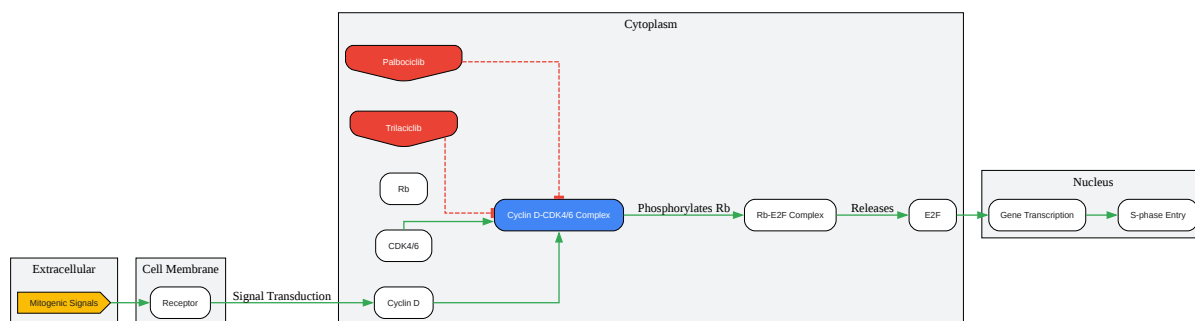 Cytoplasm
Palbociclib
Trilaciclib
Rb
CDK4/6
Cyclin D
Cyclin D-CDK4/6 Complex
Phosphorylates Rb
Rb-E2F Complex
Releases
E2F
Nucleus
Gene Transcription
S-phase Entry
Extracellular
Mitogenic Signals
Cell Membrane
Receptor
Signal Transduction